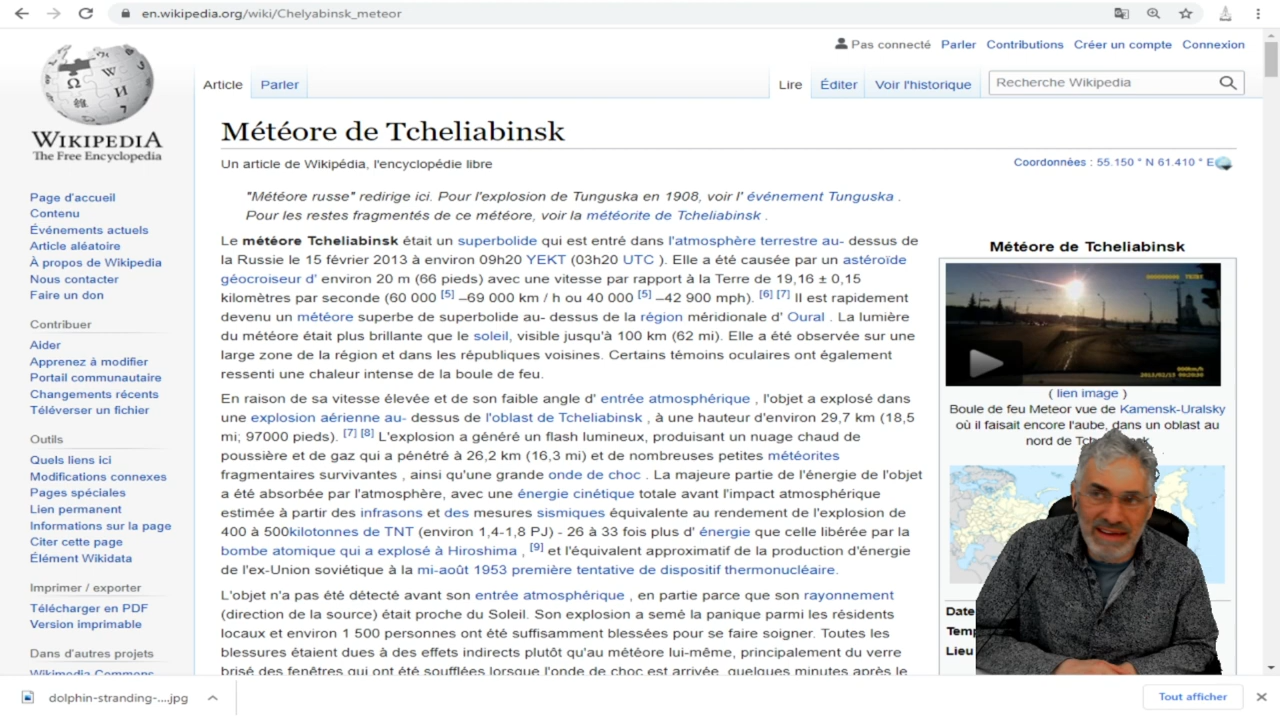 en.wikipedia.org/wiki/Chelyabinsk_meteor
Pas connecté Parler Contributions Créer un compte Connexion
Article Parler Lire Éditer Voir l'historique Recherche Wikipedia
WIKIPEDIA
The Free Encyclopedia
Page d'accueil
Contenu
Événements actuels
Article aléatoire
À propos de Wikipedia
Nous contacter
Faire un don
Contribuer
Aider
Apprenez à modifier
Portail communautaire
Changements récents
Téléverser un fichier
Outils
Quels liens ici
Modifications connexes
Pages spéciales
Lien permanent
Informations sur la page
Citer cette page
Élément Wikidata
Imprimer / exporter
Télécharger en PDF
Version imprimable
Dans d'autres projets
Wikimedia Commons
Météore de Tcheliabinsk
Un article de Wikipédia, l'encyclopédie libre
Coordonnées : 55.150 ° N 61.410 ° E
"Météore russe" redirige ici. Pour l'explosion de Tunguska en 1908, voir l' événement Tunguska .
Pour les restes fragmentés de ce météore, voir la météorite de Tcheliabinsk .
Le météore Tcheliabinsk était un superbolide qui est entré dans l'atmosphère terrestre au- dessus de
la Russie le 15 février 2013 à environ 09h20 YEKT (03h20 UTC ). Elle a été causée par un astéroïde
géocroiseur d' environ 20 m (66 pieds) avec une vitesse par rapport à la Terre de 19,16 ± 0,15
kilomètres par seconde (60 000 [5] –69 000 km / h ou 40 000 [5] –42 900 mph). [6] [7] Il est rapidement
devenu un météore superbe de superbolide au- dessus de la région méridionale d' Oural . La lumière
du météore était plus brillante que le soleil, visible jusqu'à 100 km (62 mi). Elle a été observée sur une
large zone de la région et dans les républiques voisines. Certains témoins oculaires ont également
ressenti une chaleur intense de la boule de feu.
En raison de sa vitesse élevée et de son faible angle d' entrée atmosphérique , l'objet a explosé dans
une explosion aérienne au- dessus de l'oblast de Tcheliabinsk , à une hauteur d'environ 29,7 km (18,5
mi; 97000 pieds). [7] [8] L'explosion a généré un flash lumineux, produisant un nuage chaud de
poussière et de gaz qui a pénétré à 26,2 km (16,3 mi) et de nombreuses petites météorites
fragmentaires survivantes , ainsi qu'une grande onde de choc . La majeure partie de l'énergie de l'objet
a été absorbée par l'atmosphère, avec une énergie cinétique totale avant l'impact atmosphérique
estimée à partir des infrasons et des mesures sismiques équivalente au rendement de l'explosion de
400 à 500kilotonnes de TNT (environ 1,4-1,8 PJ) - 26 à 33 fois plus d' énergie que celle libérée par la
bombe atomique qui a explosé à Hiroshima , [9] et l'équivalent approximatif de la production d'énergie
de l'ex-Union soviétique à la mi-août 1953 première tentative de dispositif thermonucléaire.
L'objet n'a pas été détecté avant son entrée atmosphérique , en partie parce que son rayonnement
(direction de la source) était proche du Soleil. Son explosion a semé la panique parmi les résidents
locaux et environ 1 500 personnes ont été suffisamment blessées pour se faire soigner. Toutes les
blessures étaient dues à des effets indirects plutôt qu'au météore lui-même, principalement du verre
brisé des fenêtres qui ont été soufflées lorsque l'onde de choc est arrivée, quelques minutes après le
Météore de Tcheliabinsk
( lien image )
Boule de feu Meteor vue de Kamensk-Uralsky
où il faisait encore l'aube, dans un oblast au
nord de
Date
Lieu
dolphin-stranding-....jpg
Tout afficher